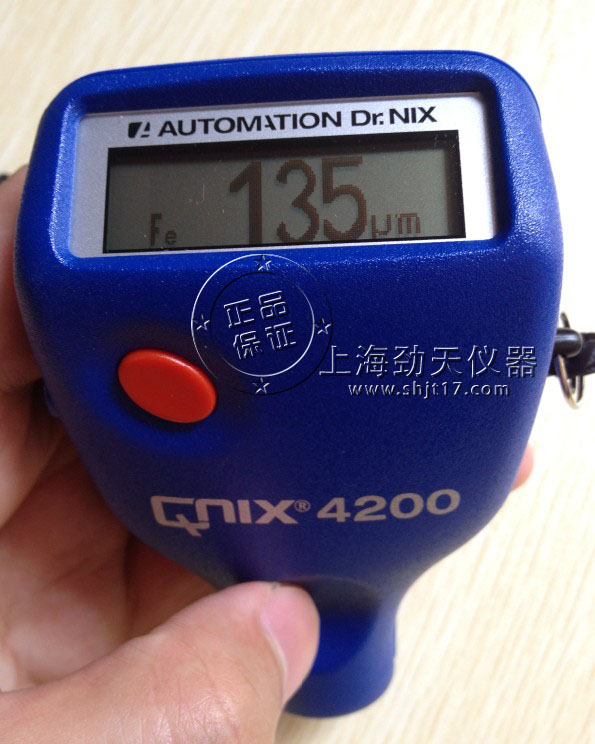 AUTOMATION Dr. NIX
Fe 135 µm
正品
保证
上海劲天仪器
www.shjt17.com
QNIX® 4200